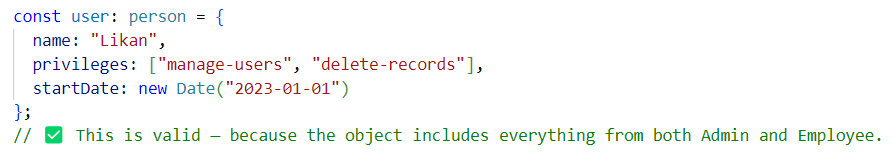 const user: person = {
  name: "Likan",
  privileges: ["manage-users", "delete-records"],
  startDate: new Date("2023-01-01")
};
// ✅ This is valid — because the object includes everything from both Admin and Employee.